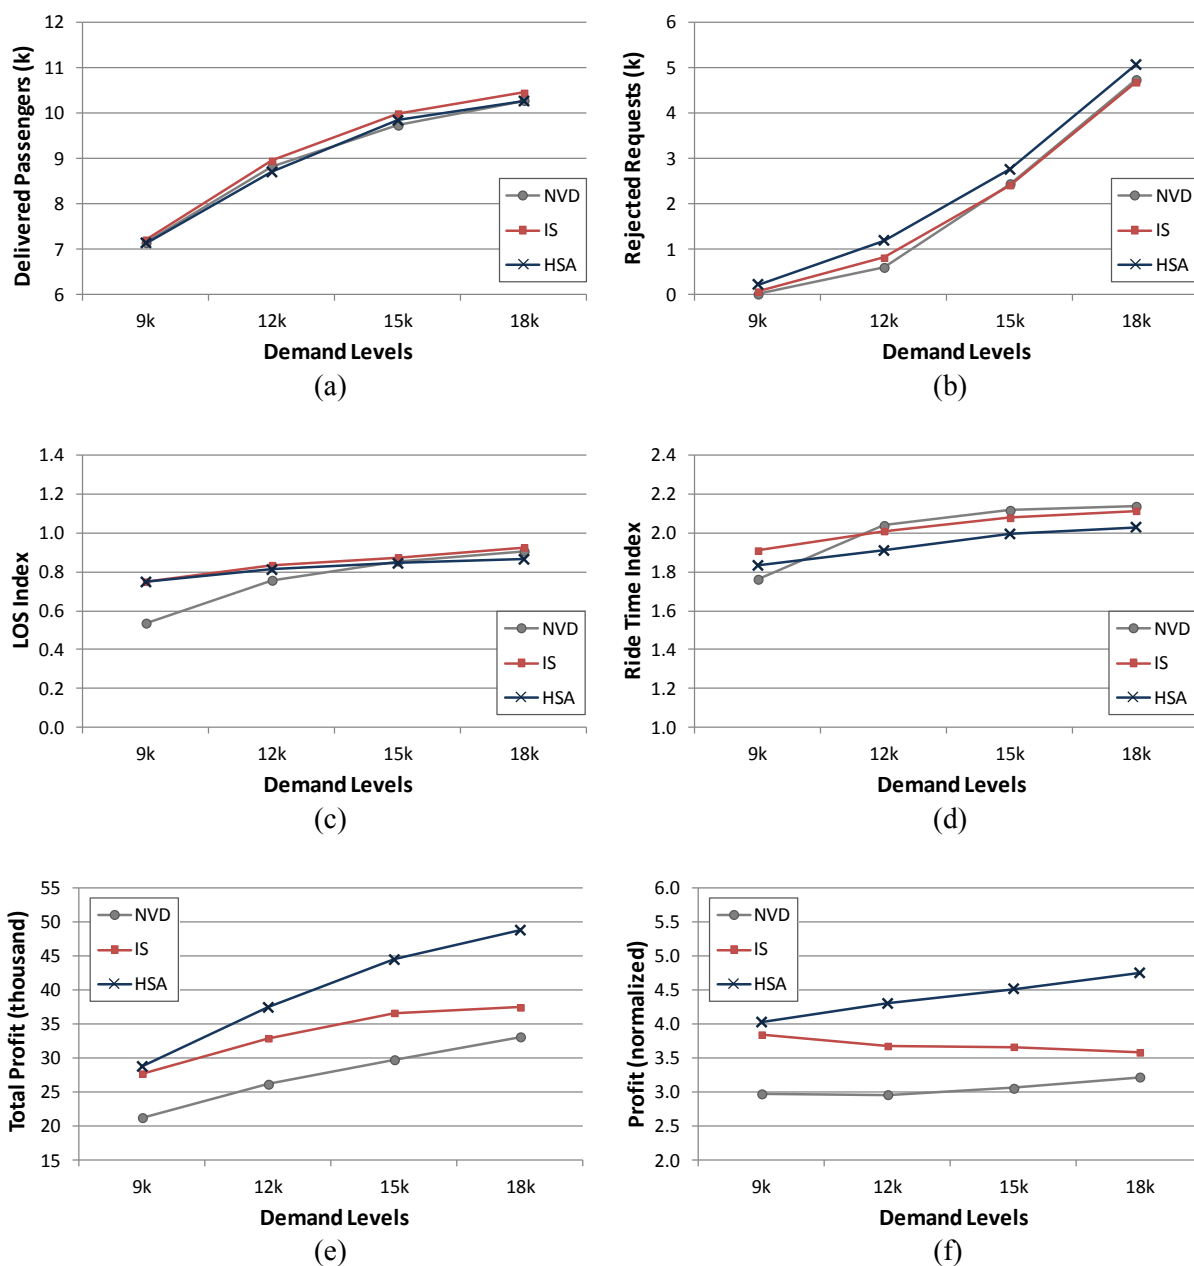 Delivered Passengers (k)
12
11
10
9
8
7
6
9k
12k
15k
18k
Demand Levels
NVD
IS
HSA
(a)
Rejected Requests (k)
6
5
4
3
2
1
0
9k
12k
15k
18k
Demand Levels
NVD
IS
HSA
(b)
LOS Index
1.4
1.2
1.0
0.8
0.6
0.4
0.2
0.0
9k
12k
15k
18k
Demand Levels
NVD
IS
HSA
(c)
Ride Time Index
2.4
2.2
2.0
1.8
1.6
1.4
1.2
1.0
9k
12k
15k
18k
Demand Levels
NVD
IS
HSA
(d)
Total Profit (thousand)
55
50
45
40
35
30
25
20
15
9k
12k
15k
18k
Demand Levels
NVD
IS
HSA
(e)
Profit (normalized)
6.0
5.5
5.0
4.5
4.0
3.5
3.0
2.5
2.0
9k
12k
15k
18k
Demand Levels
NVD
IS
HSA
(f)